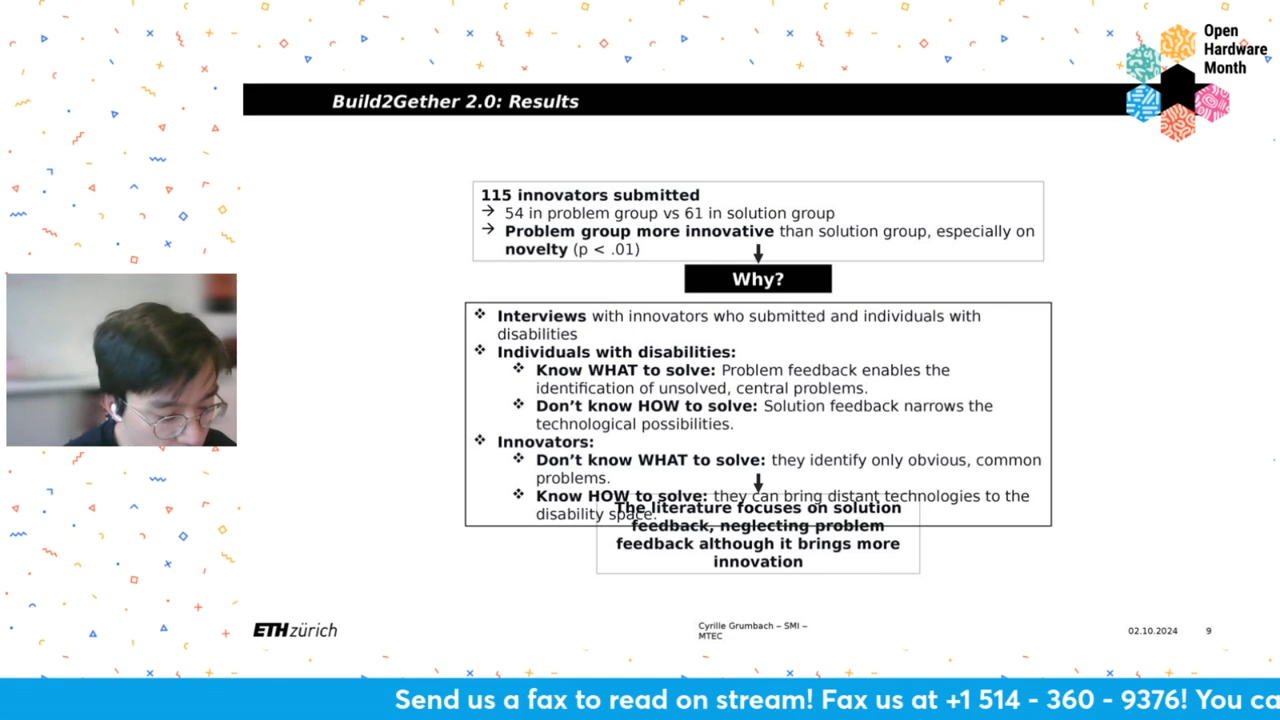 Open
Hardware
Month
Build2Gether 2.0: Results
115 innovators submitted
→ 54 in problem group vs 61 in solution group
→ Problem group more innovative than solution group, especially on
novelty (p < .01)
Why?
❖ Interviews with innovators who submitted and individuals with
disabilities
❖ Individuals with disabilities:
❖ Know WHAT to solve: Problem feedback enables the
identification of unsolved, central problems.
❖ Don’t know HOW to solve: Solution feedback narrows the
technological possibilities.
❖ Innovators:
❖ Don’t know WHAT to solve: they identify only obvious, common
problems.
❖ Know HOW to solve: they can bring distant technologies to the
disability space.
The literature focuses on solution
feedback, neglecting problem
feedback although it brings more
innovation
ETH zürich
Cyrille Grumbach – SMI –
MTEC
02.10.2024
9
Send us a fax to read on stream! Fax us at +1 514 - 360 - 9376! You ca